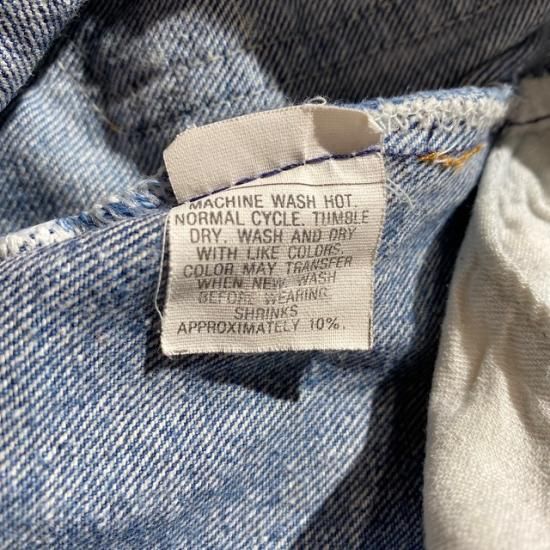 MACHINE WASH HOT.
NORMAL CYCLE. TUMBLE
DRY. WASH AND DRY
WITH LIKE COLORS.
COLOR MAY TRANSFER
WHEN NEW. WASH
BEFORE WEARING.
SHRINKS
APPROXIMATELY 10%.